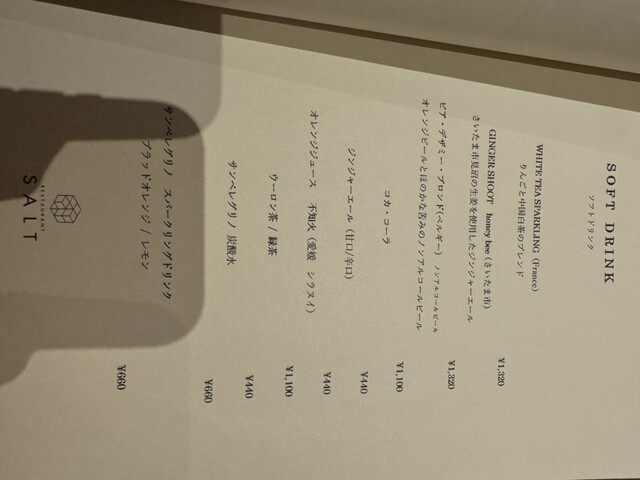 SOFT DRINK
ソフトドリンク
WHITE TEA SPARKLING (France)
りんごと中国白茶のブレンド ¥1,320
GINGER SHOOT honey bee (さいたま市)
さいたま市見沼の生姜を使用したジンジャーエール ¥1,320
ピア・デザミー・ブロンド(ベルギー) ノンアルコールビール
オレンジピールとほのかな苦みのノンアルコールビール ¥1,100
コカ・コーラ ¥440
ジンジャーエール (甘口/辛口) ¥440
オレンジジュース 不知火 (愛媛 シラヌイ) ¥1,100
ウーロン茶 / 緑茶 ¥440
サンペレグリノ 炭酸水 ¥660
サンペレグリノ スパークリングドリンク
ブラッドオレンジ / レモン ¥660
RESTAURANT
SALT